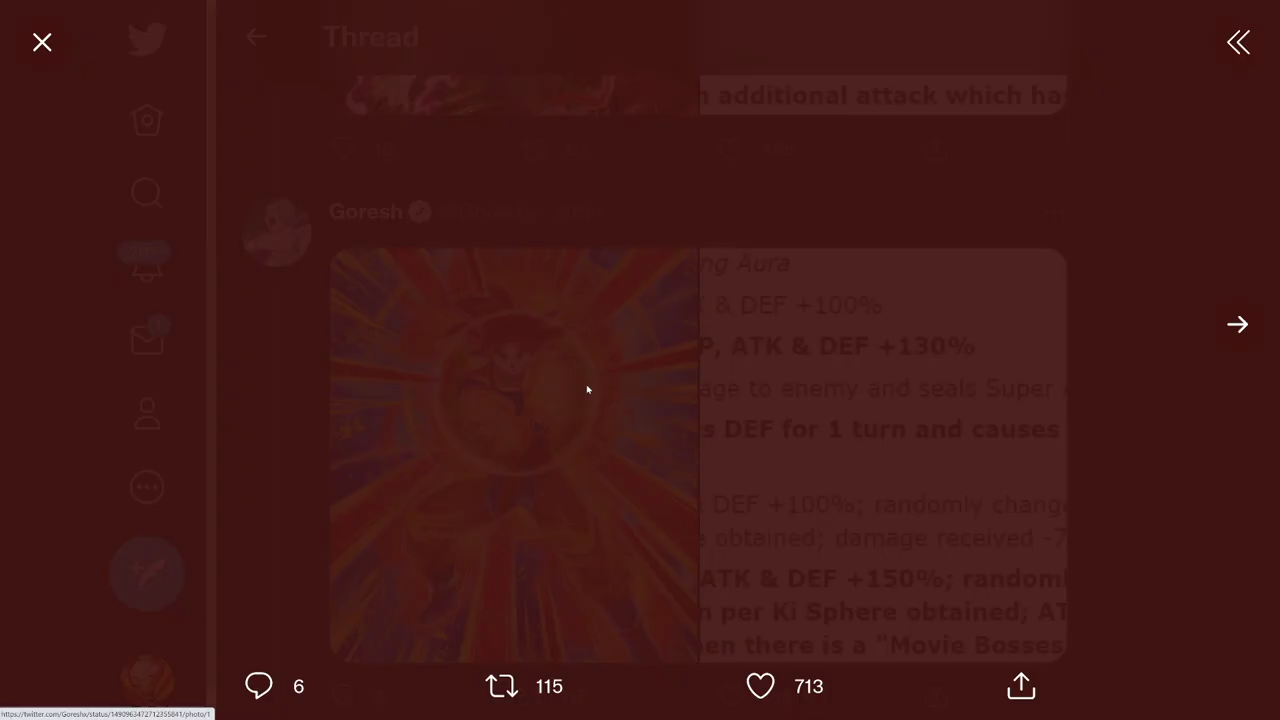 Thread
n additional attack which ha
Goresh
ng Aura
& DEF +100%
P, ATK & DEF +130%
age to enemy and seals Super
s DEF for 1 turn and causes
DEF +100%; randomly chang
e obtained; damage received -7
ATK & DEF +150%; random
n per Ki Sphere obtained; AT
en there is a "Movie Bosses
6
115
713
https://twitter.com/Goreshx/status/1490963472712355841/photo/1